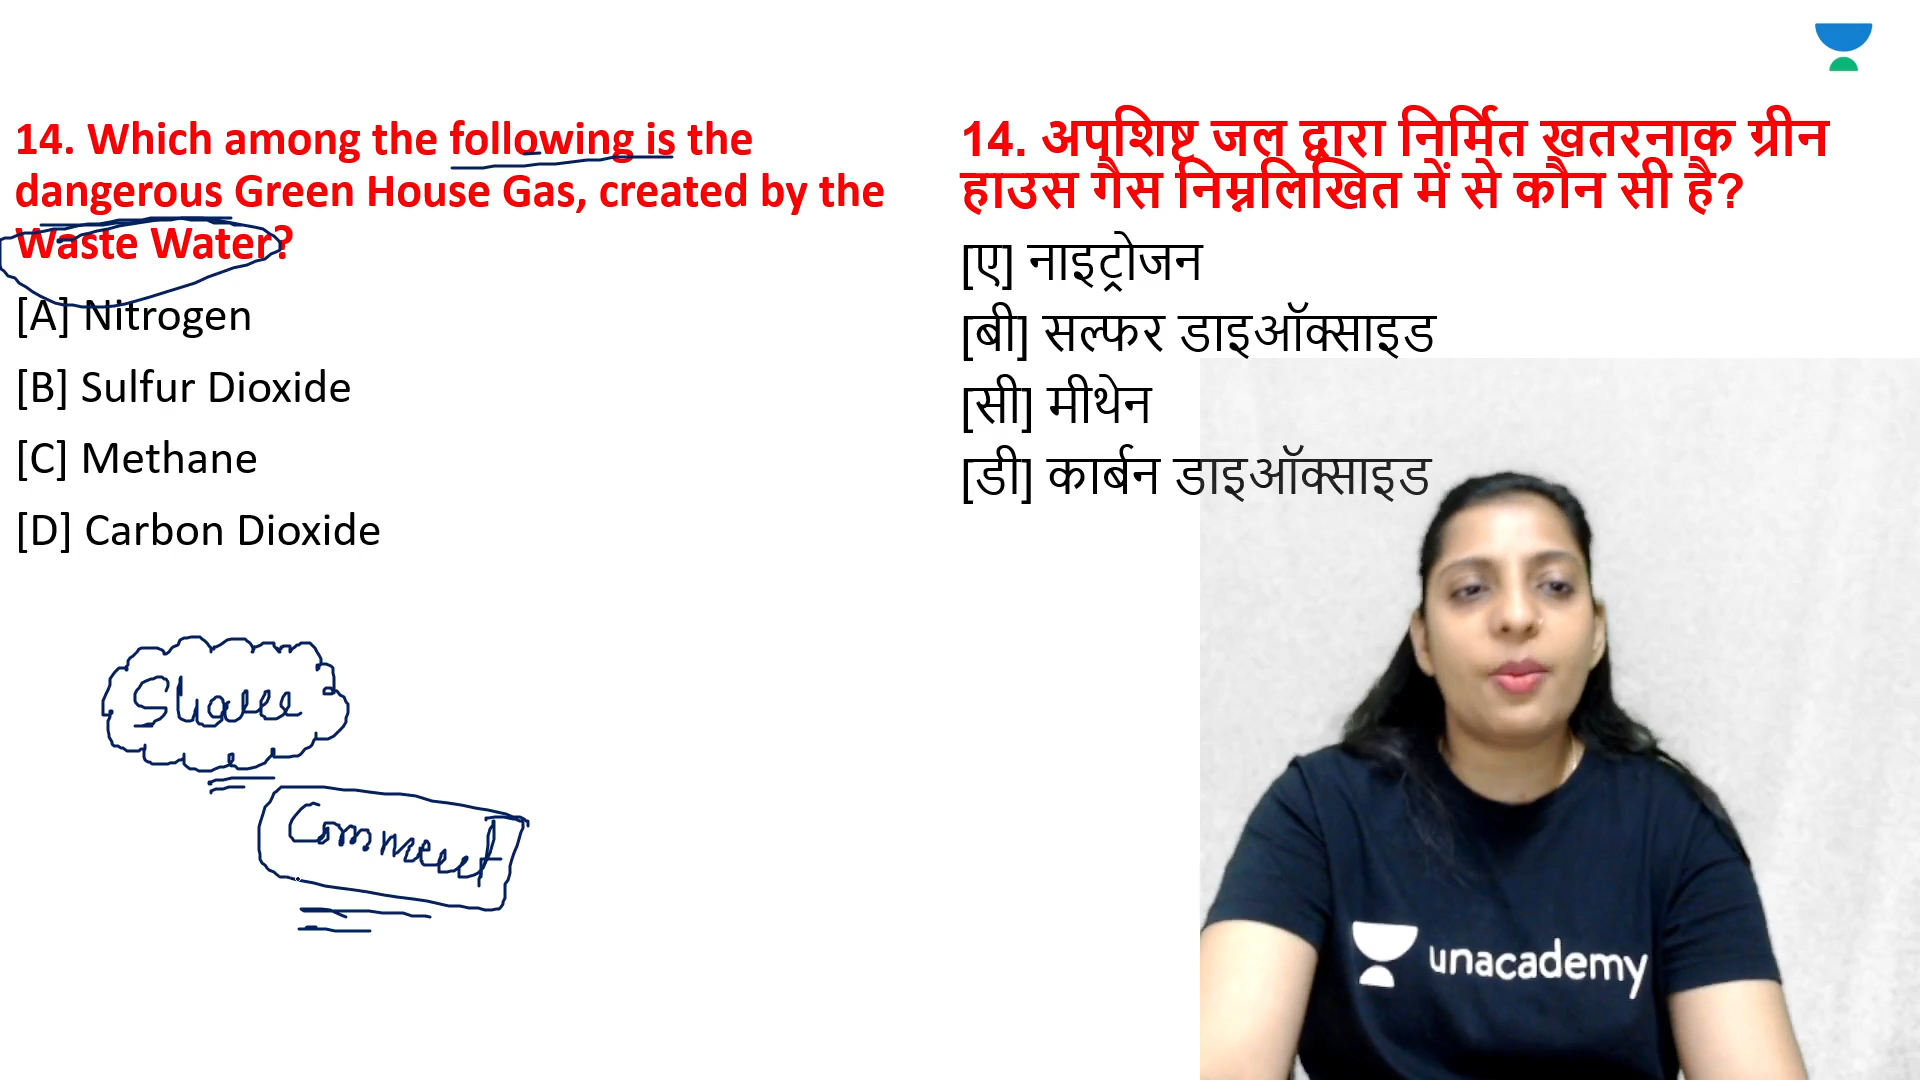 14. Which among the following is the
dangerous Green House Gas, created by the
Waste Water?
[A] Nitrogen
[B] Sulfur Dioxide
[C] Methane
[D] Carbon Dioxide
14. अपशिष्ट जल द्वारा निर्मित खतरनाक ग्रीन
हाउस गैस निम्नलिखित में से कौन सी है?
[ए] नाइट्रोजन
[बी] सल्फर डाइऑक्साइड
[सी] मीथेन
[डी] कार्बन डाइऑक्साइड
Share
Comment
unacademy